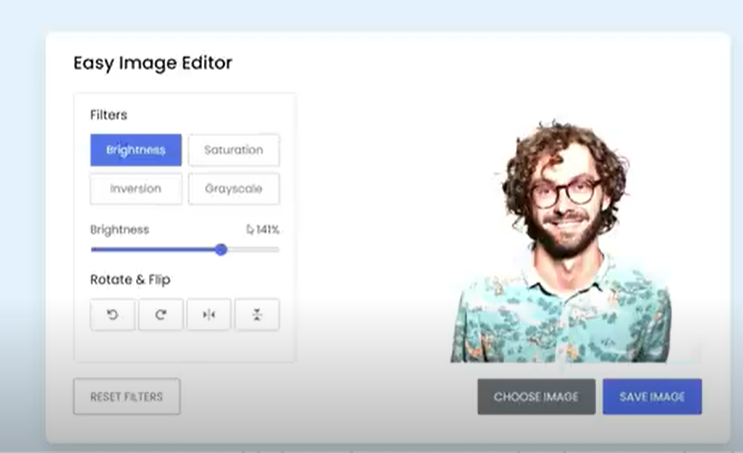 Easy Image Editor
Filters
Brightness Saturation
Inversion Grayscale
Brightness 141%
Rotate & Flip
RESET FILTERS CHOOSE IMAGE SAVE IMAGE